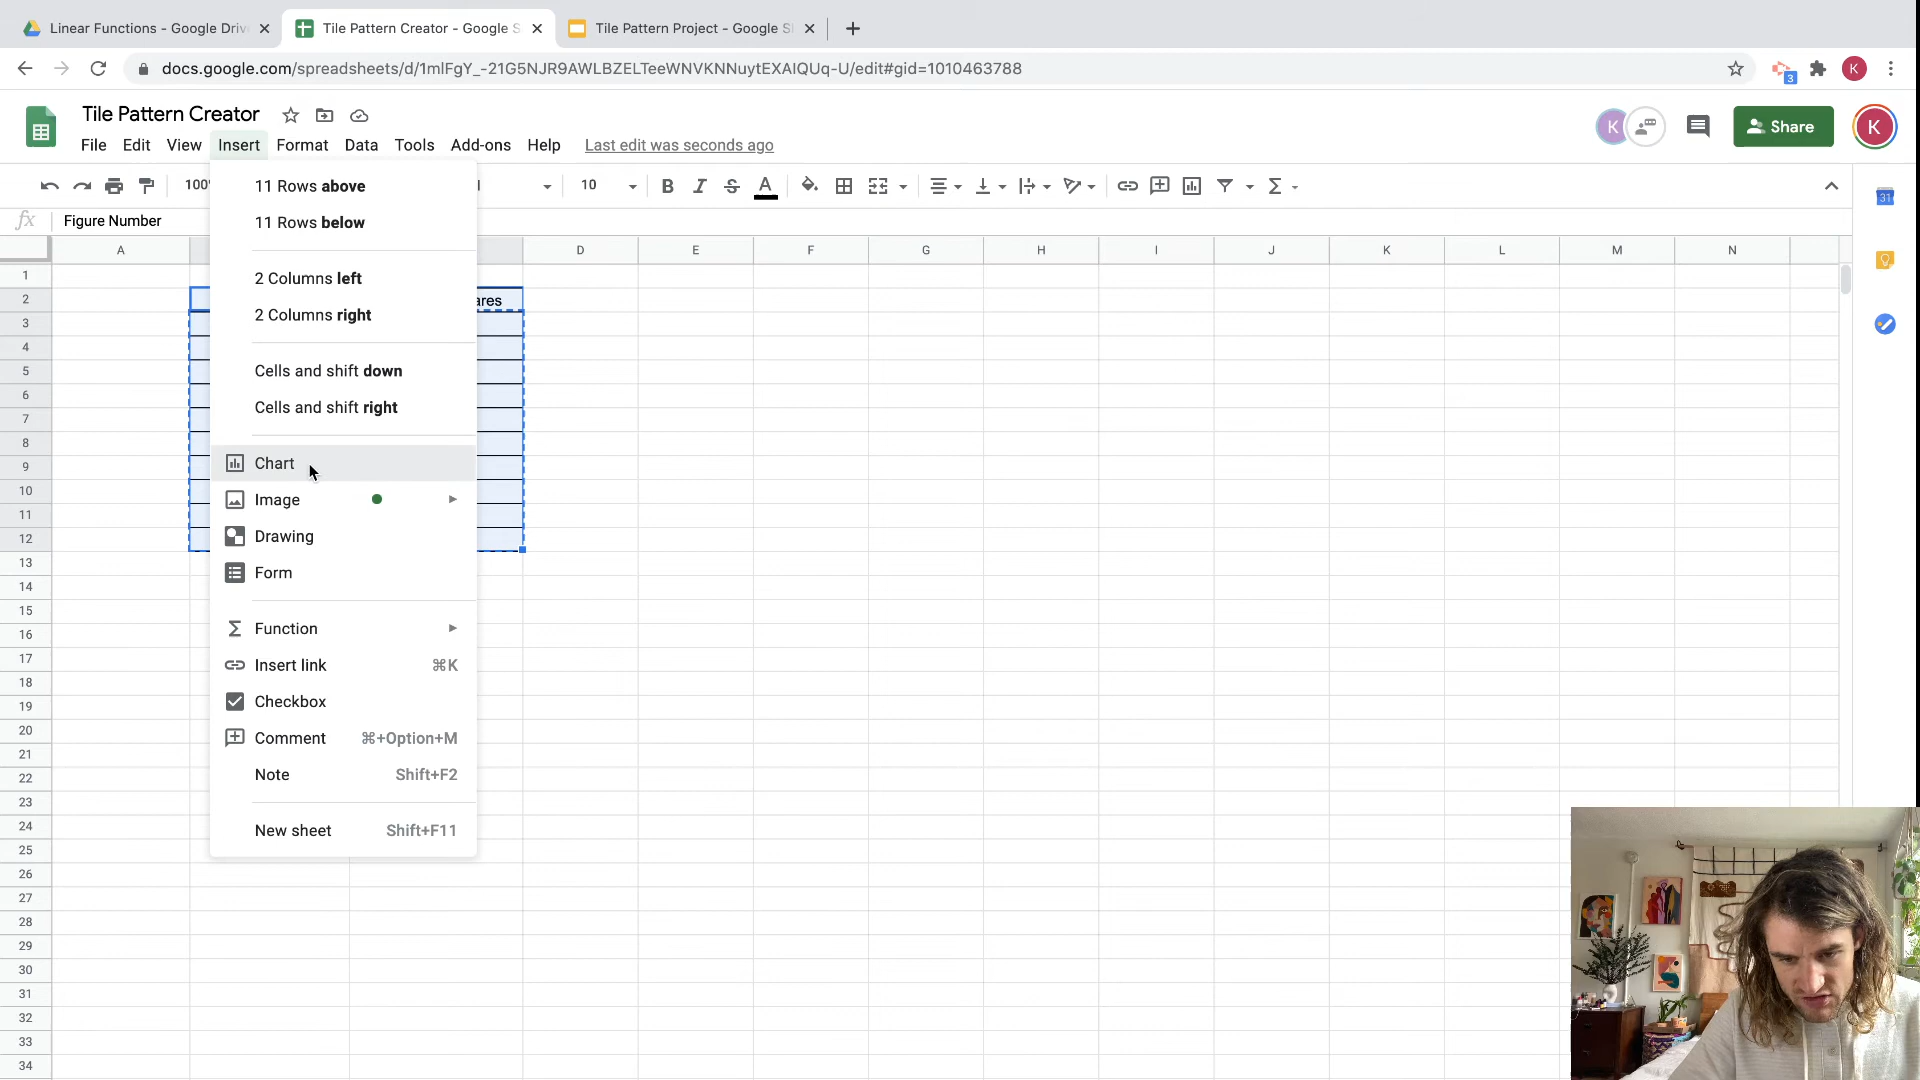 Linear Functions - Google Driv
Tile Pattern Creator - Google S
Tile Pattern Project - Google Sl
docs.google.com/spreadsheets/d/1mlFgY_-21G5NJR9AWLBZELTeeWNVKNNuytEXAIQUq-U/edit#gid=1010463788
3
K
Tile Pattern Creator
K
Share
K
File Edit View Insert Format Data Tools Add-ons Help Last edit was seconds ago
100%
10
B I S A
31
fx Figure Number
A D E F G H I J K L M N
11 Rows above
11 Rows below
2 Columns left
2 Columns right
Cells and shift down
Cells and shift right
Chart
Image
Drawing
Form
Function
Insert link ⌘K
Checkbox
Comment ⌘+Option+M
Note Shift+F2
New sheet Shift+F11
ares
1
2
3
4
5
6
7
8
9
10
11
12
13
14
15
16
17
18
19
20
21
22
23
24
25
26
27
28
29
30
31
32
33
34